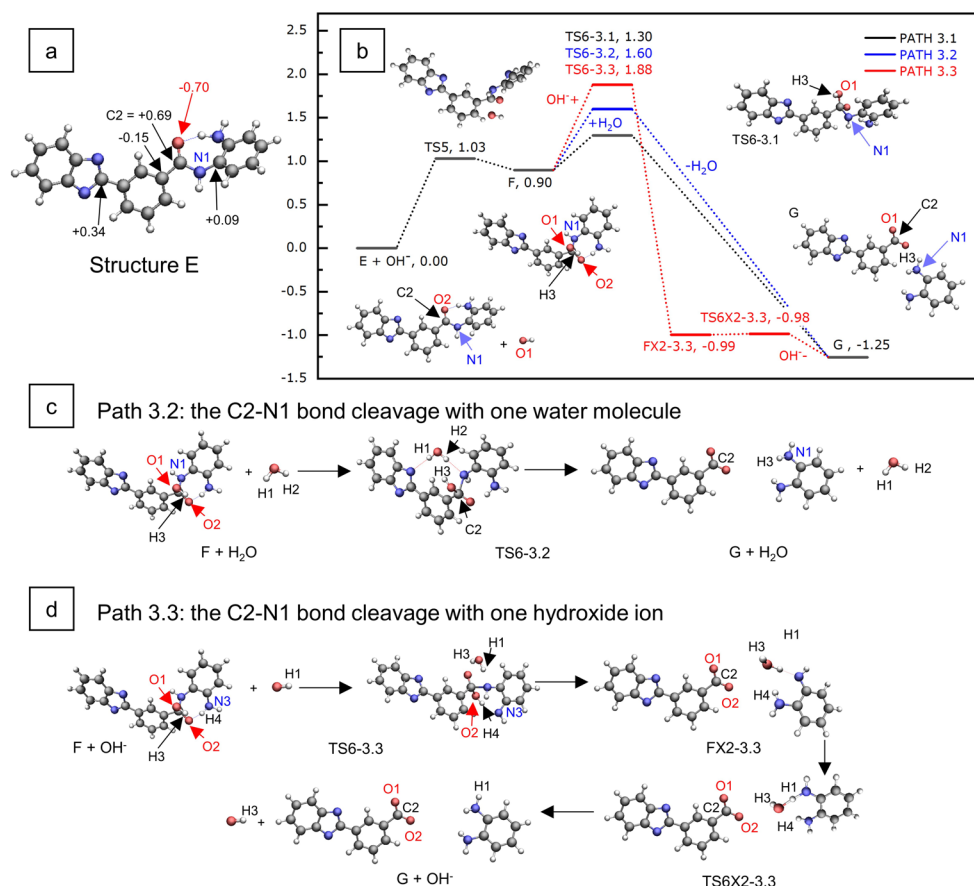 a
-0.70
C2 = +0.69
-0.15
N1
+0.09
+0.34
Structure E
b
2.5
2.0
1.5
1.0
0.5
0.0
-0.5
-1.0
-1.5
TS6-3.1, 1.30
TS6-3.2, 1.60
TS6-3.3, 1.88
PATH 3.1
PATH 3.2
PATH 3.3
OH⁻+
+H₂O
-H₂O
TS5, 1.03
F, 0.90
E + OH⁻, 0.00
C2
O2
N1
+
O1
O1
N1
H3
O2
H3
O1
TS6-3.1
N1
G
O1
C2
H3
N1
TS6X2-3.3, -0.98
FX2-3.3, -0.99
OH⁻-
G , -1.25
c
Path 3.2: the C2-N1 bond cleavage with one water molecule
O1
N1
H3
O2
F + H₂O
+
H1
H2
H1
H2
H3
C2
TS6-3.2
C2
N1
H3
G + H₂O
+
H2
H1
d
Path 3.3: the C2-N1 bond cleavage with one hydroxide ion
O1
N3
H4
H3
O2
F + OH⁻
+
H1
H1
H3
N3
O2
H4
TS6-3.3
O1
C2
O2
H1
H3
H4
FX2-3.3
H3
+
O1
C2
O2
H1
G + OH⁻
O1
C2
O2
H1
H3
H4
TS6X2-3.3